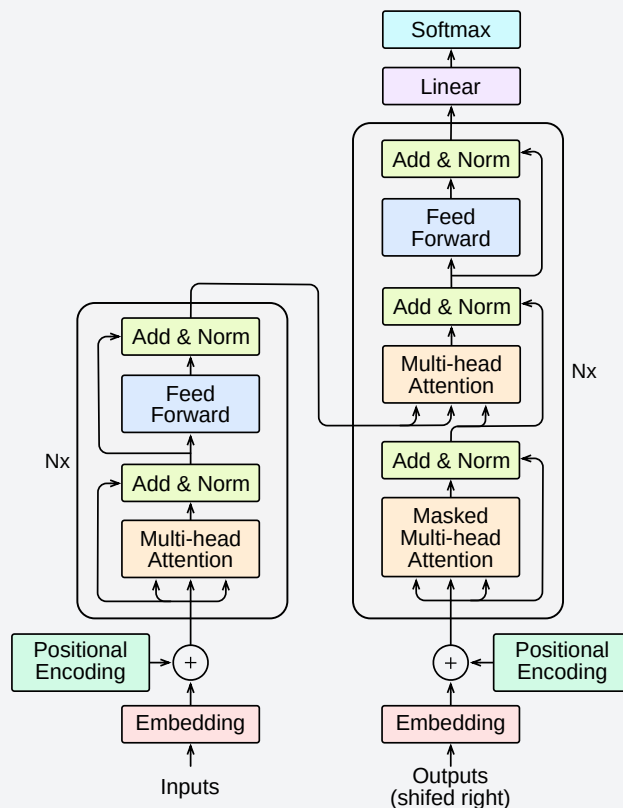 Softmax
Linear
Add & Norm
Feed
Forward
Add & Norm
Multi-head
Attention
Nx
Add & Norm
Masked
Multi-head
Attention
Positional
Encoding
+
Embedding
Outputs
(shifed right)
Add & Norm
Feed
Forward
Nx
Add & Norm
Multi-head
Attention
Positional
Encoding
+
Embedding
Inputs